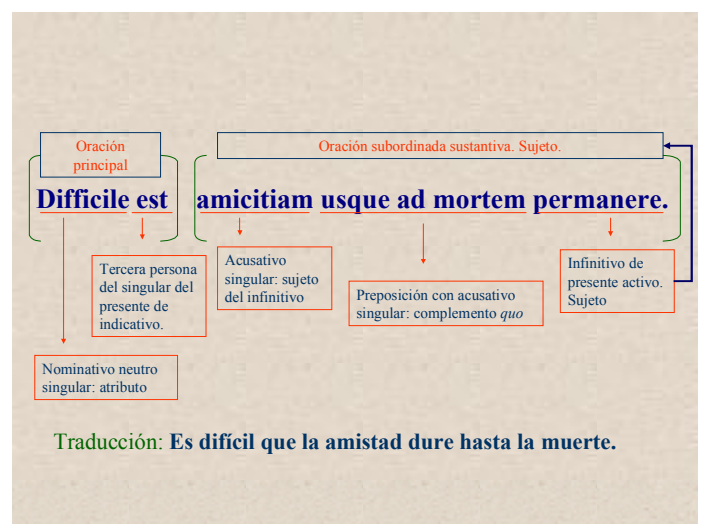 Oración
principal
Oración subordinada sustantiva. Sujeto.
Difficile est amicitiam usque ad mortem permanere.
Tercera persona
del singular del
presente de
indicativo.
Acusativo
singular: sujeto
del infinitivo
Preposición con acusativo
singular: complemento quo
Infinitivo de
presente activo.
Sujeto
Nominativo neutro
singular: atributo
Traducción: Es difícil que la amistad dure hasta la muerte.